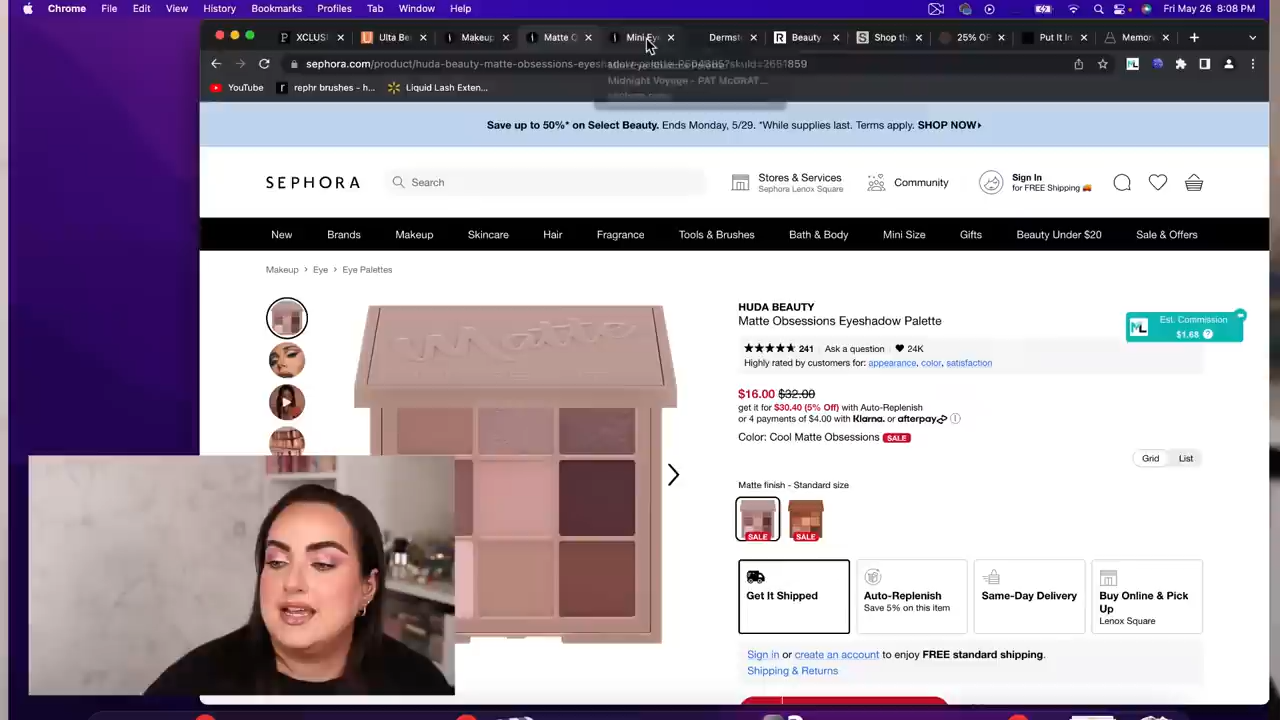 Chrome File Edit View History Bookmarks Profiles Tab Window Help Fri May 26 8:08 PM
XCLUSI Ulta Be Makeup Matte O Mini Ey Dermst Beauty Shop th 25% OF Put It In Memor
sephora.com/product/huda-beauty-matte-obsessions-eyeshadow-palette-
Midnight Voyage - PAT McGRAT...
YouTube rephr brushes - h... Liquid Lash Exten...
Save up to 50%* on Select Beauty. Ends Monday, 5/29. *While supplies last. Terms apply. SHOP NOW▸
SEPHORA
Search
Stores & Services
Sephora Lenox Square
Community
Sign In
for FREE Shipping
New Brands Makeup Skincare Hair Fragrance Tools & Brushes Bath & Body Mini Size Gifts Beauty Under $20 Sale & Offers
Makeup > Eye > Eye Palettes
HUDA BEAUTY
Matte Obsessions Eyeshadow Palette
241 Ask a question 24K
Highly rated by customers for: appearance, color, satisfaction
ML Est. Commission
$1.68
$16.00 $32.00
get it for $30.40 (5% Off) with Auto-Replenish
or 4 payments of $4.00 with Klarna. or afterpay
Color: Cool Matte Obsessions SALE
Grid List
Matte finish - Standard size
SALE SALE
Get It Shipped
Auto-Replenish
Save 5% on this item
Same-Day Delivery
Buy Online & Pick
Up
Lenox Square
Sign in or create an account to enjoy FREE standard shipping.
Shipping & Returns